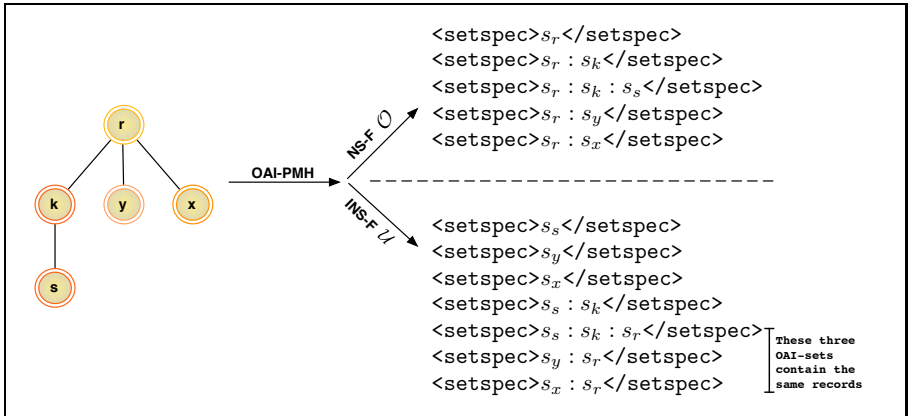 r
k
y
x
s
OAI-PMH
NS-F O
INS-F n
<setspec>s_r</setspec>
<setspec>s_r : s_k</setspec>
<setspec>s_r : s_k : s_s</setspec>
<setspec>s_r : s_y</setspec>
<setspec>s_r : s_x</setspec>
<setspec>s_s</setspec>
<setspec>s_y</setspec>
<setspec>s_x</setspec>
<setspec>s_s : s_k</setspec>
<setspec>s_s : s_k : s_r</setspec>
<setspec>s_y : s_r</setspec>
<setspec>s_x : s_r</setspec>
These three
OAI-sets
contain the
same records